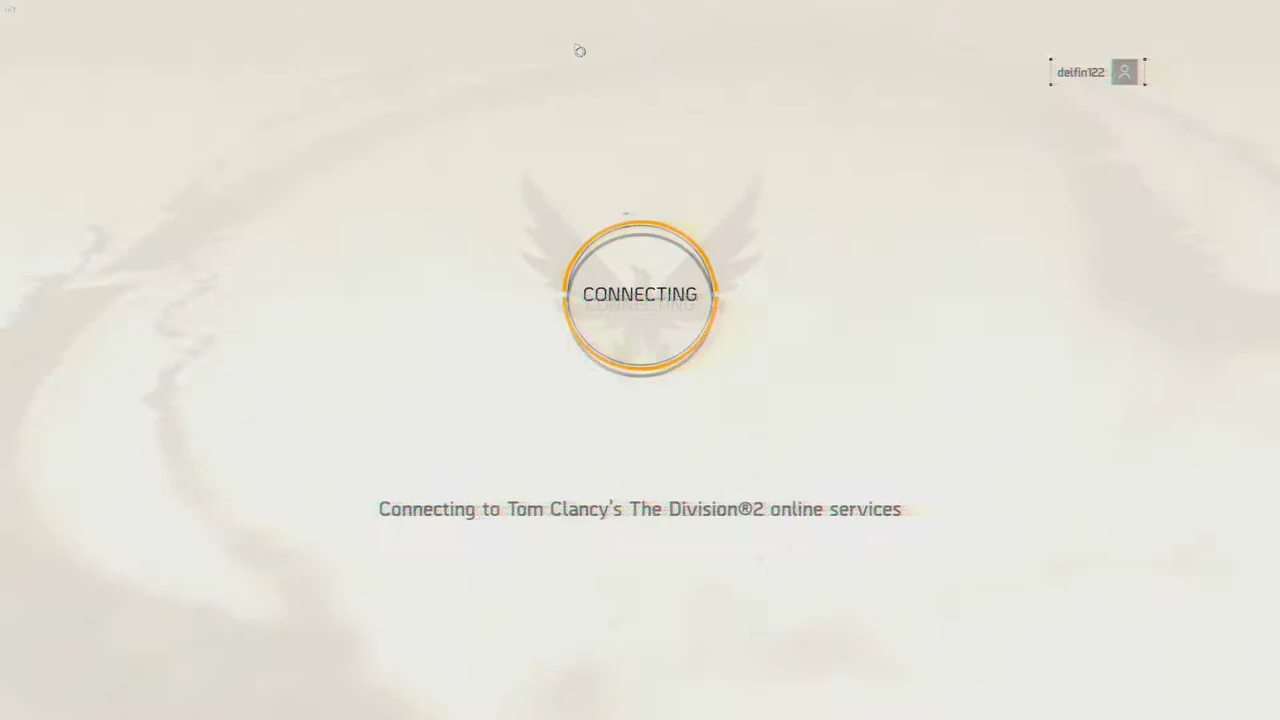 delfin122
CONNECTING
Connecting to Tom Clancy's The Division®2 online services